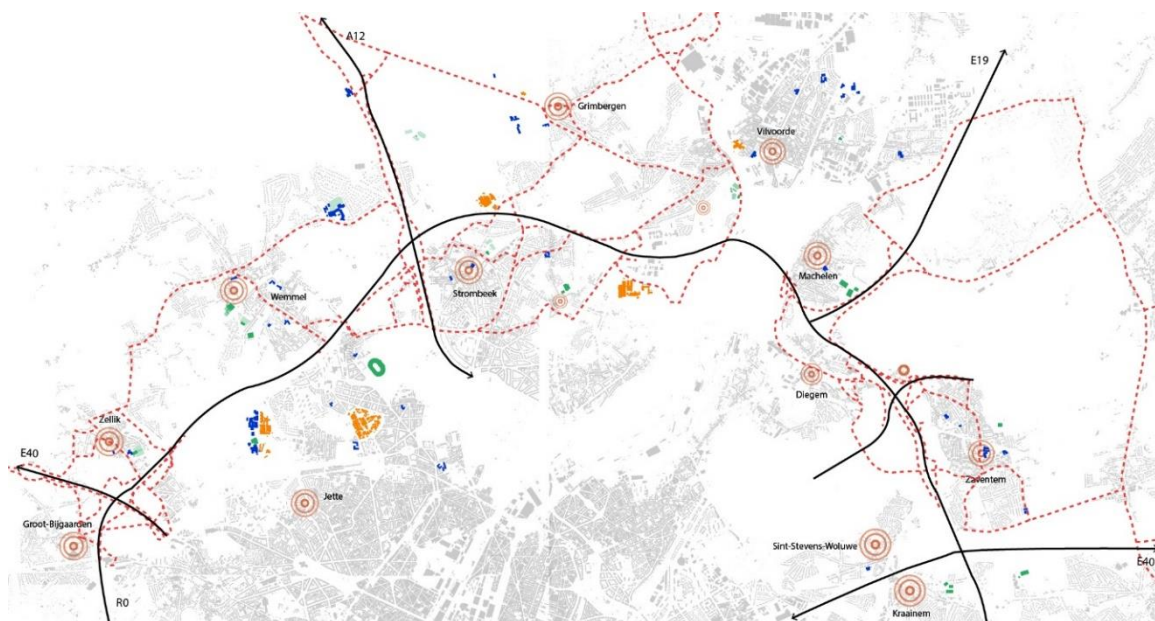 A12
E19
Grimbergen
Vilvoorde
Machelen
Wemmel
Strombeek
Diegem
Zellik
E40
Zaventem
Jette
Groot-Bijgaarden
Sint-Stevens-Woluwe
E40
R0
Kraainem